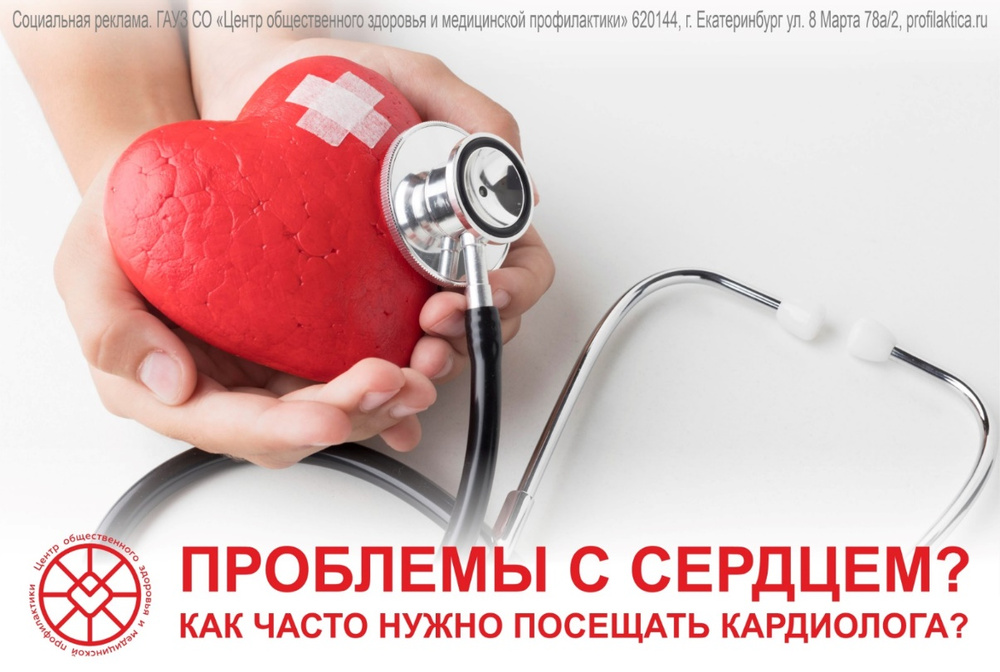 Социальная реклама. ГАУЗ СО «Центр общественного здоровья и медицинской профилактики» 620144, г. Екатеринбург ул. 8 Марта 78а/2, profilaktica.ru
Центр общественного здоровья и медицинской профилактики
ПРОБЛЕМЫ С СЕРДЦЕМ?
КАК ЧАСТО НУЖНО ПОСЕЩАТЬ КАРДИОЛОГА?